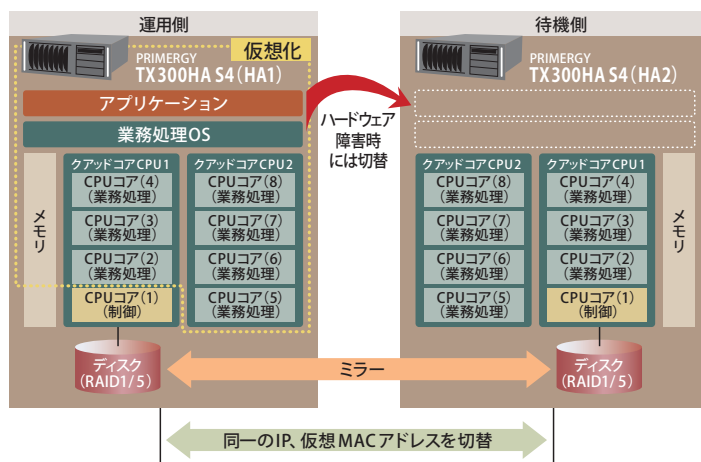 運用側
仮想化
PRIMERGY
TX300HA S4(HA1)
アプリケーション
業務処理OS
メモリ
クアッドコアCPU1
CPUコア(4)
(業務処理)
CPUコア(3)
(業務処理)
CPUコア(2)
(業務処理)
CPUコア(1)
(制御)
クアッドコアCPU2
CPUコア(8)
(業務処理)
CPUコア(7)
(業務処理)
CPUコア(6)
(業務処理)
CPUコア(5)
(業務処理)
ディスク
(RAID1/5)
ハードウェア
障害時
には切替
待機側
PRIMERGY
TX300HA S4(HA2)
クアッドコアCPU2
CPUコア(8)
(業務処理)
CPUコア(7)
(業務処理)
CPUコア(6)
(業務処理)
CPUコア(5)
(業務処理)
クアッドコアCPU1
CPUコア(4)
(業務処理)
CPUコア(3)
(業務処理)
CPUコア(2)
(業務処理)
CPUコア(1)
(制御)
メモリ
ディスク
(RAID1/5)
ミラー
同一のIP、仮想MACアドレスを切替